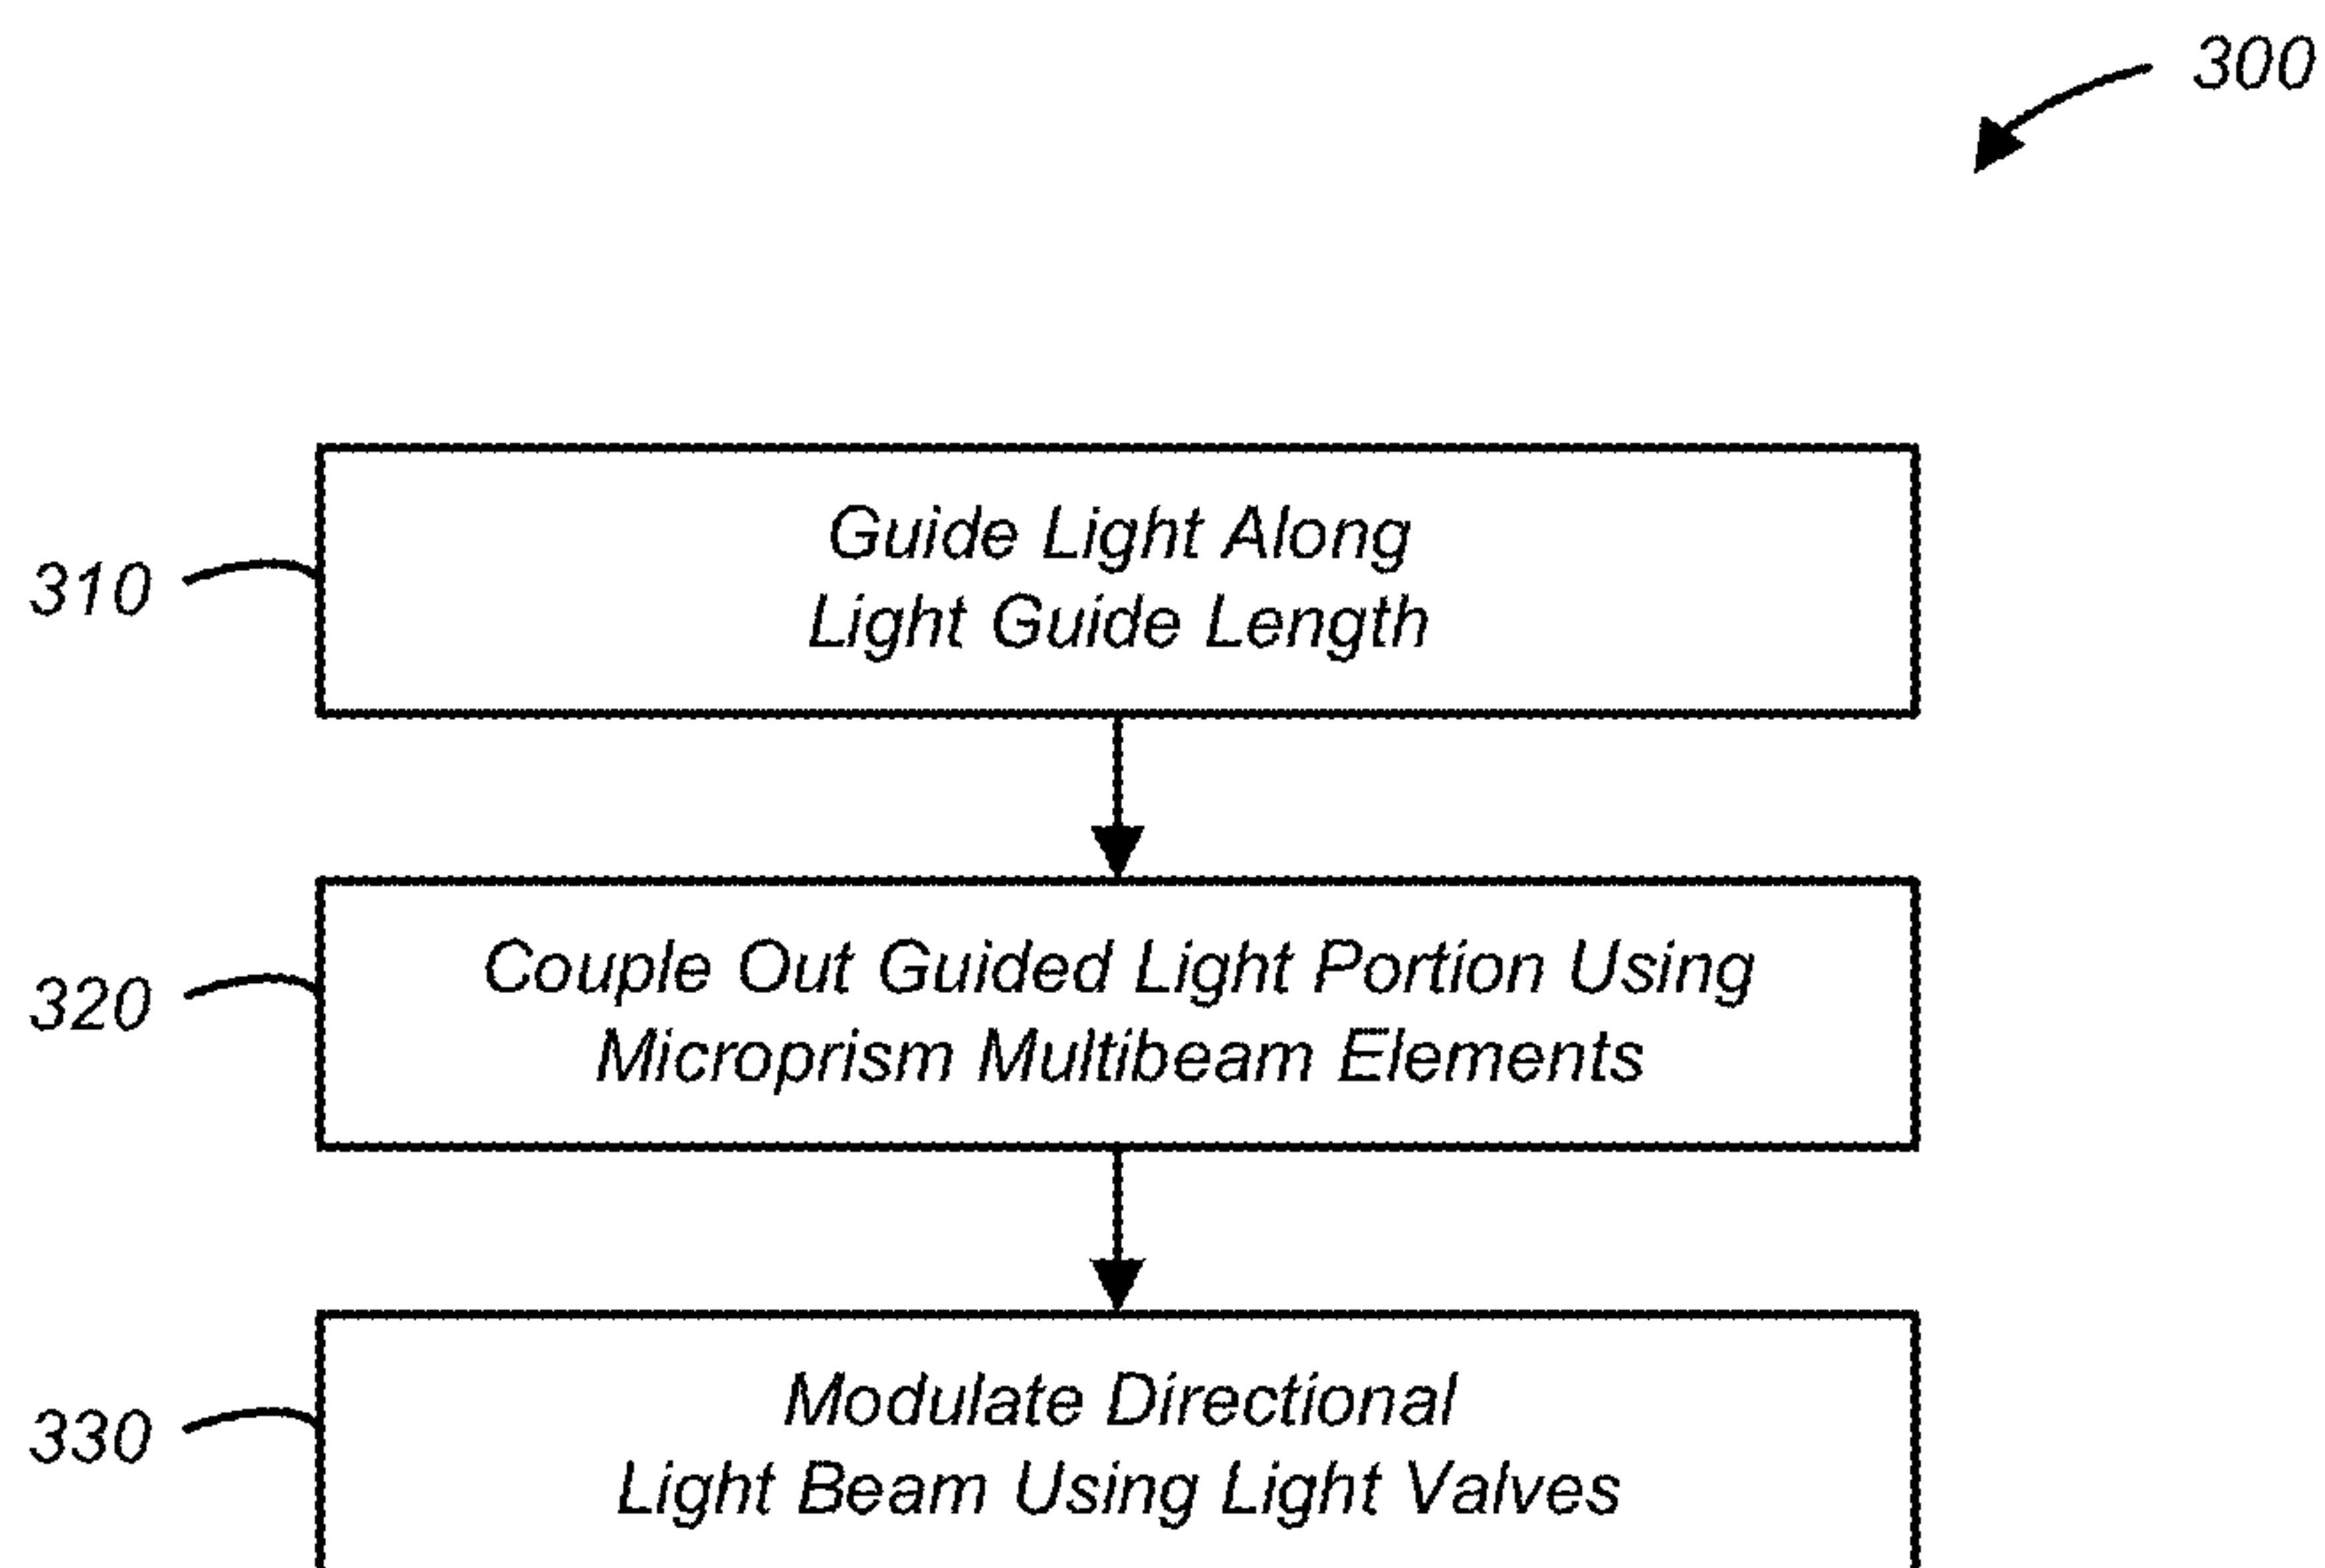 300
310
Guide Light Along
Light Guide Length
320
Couple Out Guided Light Portion Using
Microprism Multibeam Elements
330
Modulate Directional
Light Beam Using Light Valves